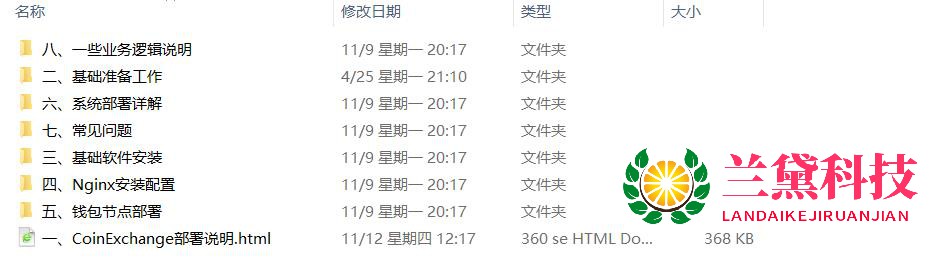 名称 修改日期 类型 大小
八、一些业务逻辑说明 11/9 星期一 20:17 文件夹
二、基础准备工作 4/25 星期一 21:10 文件夹
六、系统部署详解 11/9 星期一 20:17 文件夹
七、常见问题 11/9 星期一 20:17 文件夹
三、基础软件安装 11/9 星期一 20:17 文件夹
四、Nginx安装配置 11/9 星期一 20:17 文件夹
五、钱包节点部署 11/9 星期一 20:17 文件夹
一、CoinExchange部署说明.html 11/12 星期四 12:17 360 se HTML Do... 368 KB
兰黛科技
LANDAIKEJIRUANJIAN